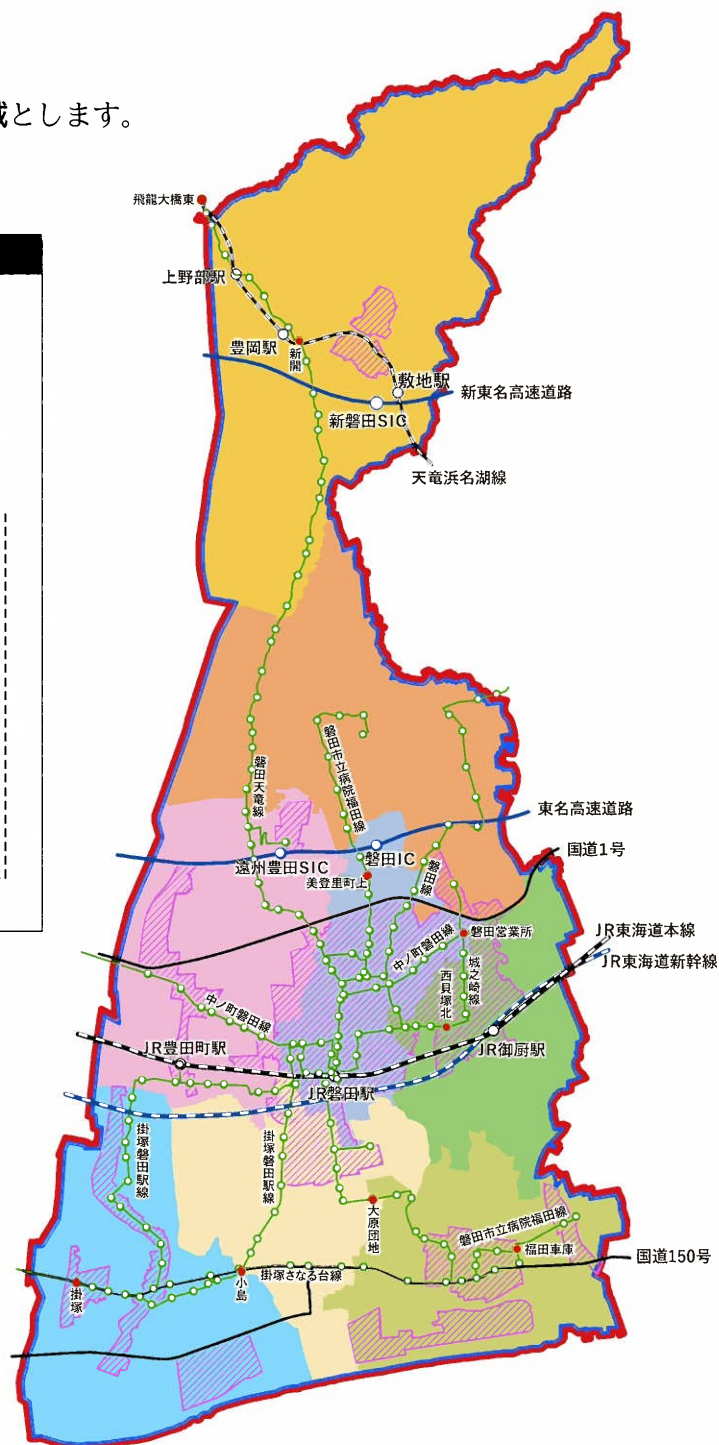 域とします。
飛龍大橋東
上野部駅
豊岡駅
新開
敷地駅
新東名高速道路
新磐田SIC
天竜浜名湖線
磐田天竜線
磐田市立病院福田線
東名高速道路
国道1号
遠州豊田SIC
磐田IC
美登里町上
磐田線
磐田営業所
中ノ町磐田線
城之崎線
西貝塚北
JR東海道本線
JR東海道新幹線
中ノ町磐田線
JR豊田町駅
JR御厨駅
JR磐田駅
掛塚磐田駅線
掛塚磐田駅線
大原団地
磐田市立病院福田線
福田車庫
国道150号
掛塚さなる台線
小島
掛塚